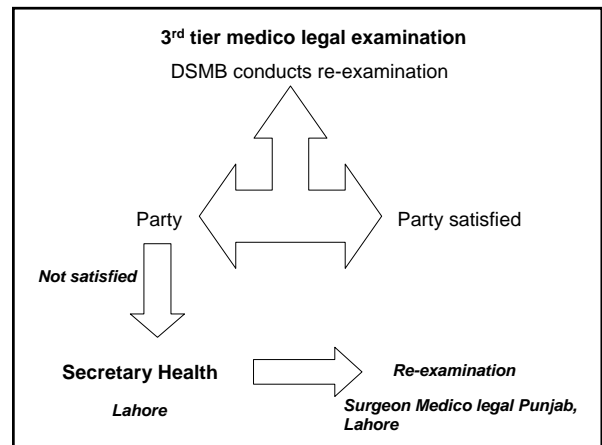 3rd tier medico legal examination
DSMB conducts re-examination
Party
Party satisfied
Not satisfied
Secretary Health
Re-examination
Lahore
Surgeon Medico legal Punjab,
Lahore